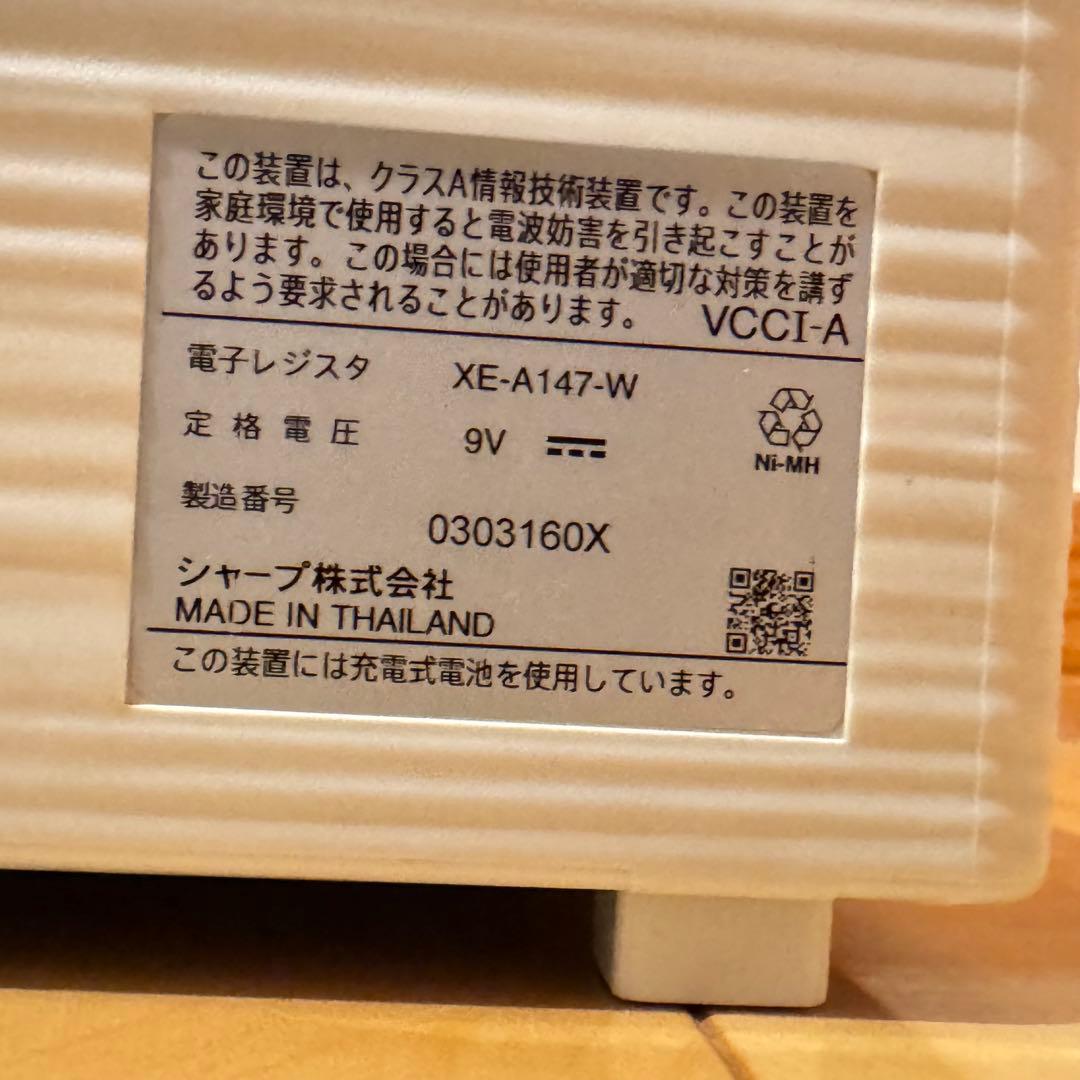 この装置は、クラスA情報技術装置です。この装置を
家庭環境で使用すると電波妨害を引き起こすことが
あります。この場合には使用者が適切な対策を講ず
るよう要求されることがあります。 VCCI-A
電子レジスタ XE-A147-W
定格電圧 9V
Ni-MH
製造番号 0303160X
シャープ株式会社
MADE IN THAILAND
この装置には充電式電池を使用しています。